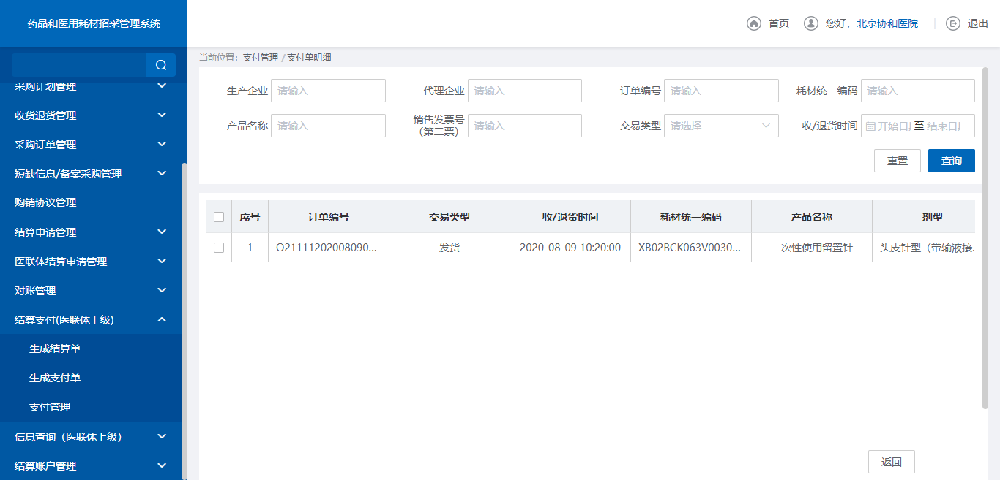 药品和医用耗材招采管理系统
首页
您好，北京协和医院
退出
当前位置：支付管理 / 支付单明细
采购计划管理
收货退货管理
采购订单管理
短缺信息/备案采购管理
购销协议管理
结算申请管理
医联体结算申请管理
对账管理
结算支付(医联体上级)
生成结算单
生成支付单
支付管理
信息查询（医联体上级）
结算账户管理
生产企业 请输入 代理企业 请输入 订单编号 请输入 耗材统一编码 请输入
产品名称 请输入 销售发票号（第二票） 请输入 交易类型 请选择 收/退货时间 开始日 至 结束日
重置 查询
序号 订单编号 交易类型 收/退货时间 耗材统一编码 产品名称 剂型
1 O21111202008090... 发货 2020-08-09 10:20:00 XB02BCK063V0030... 一次性使用留置针 头皮针型（带输液接.
返回